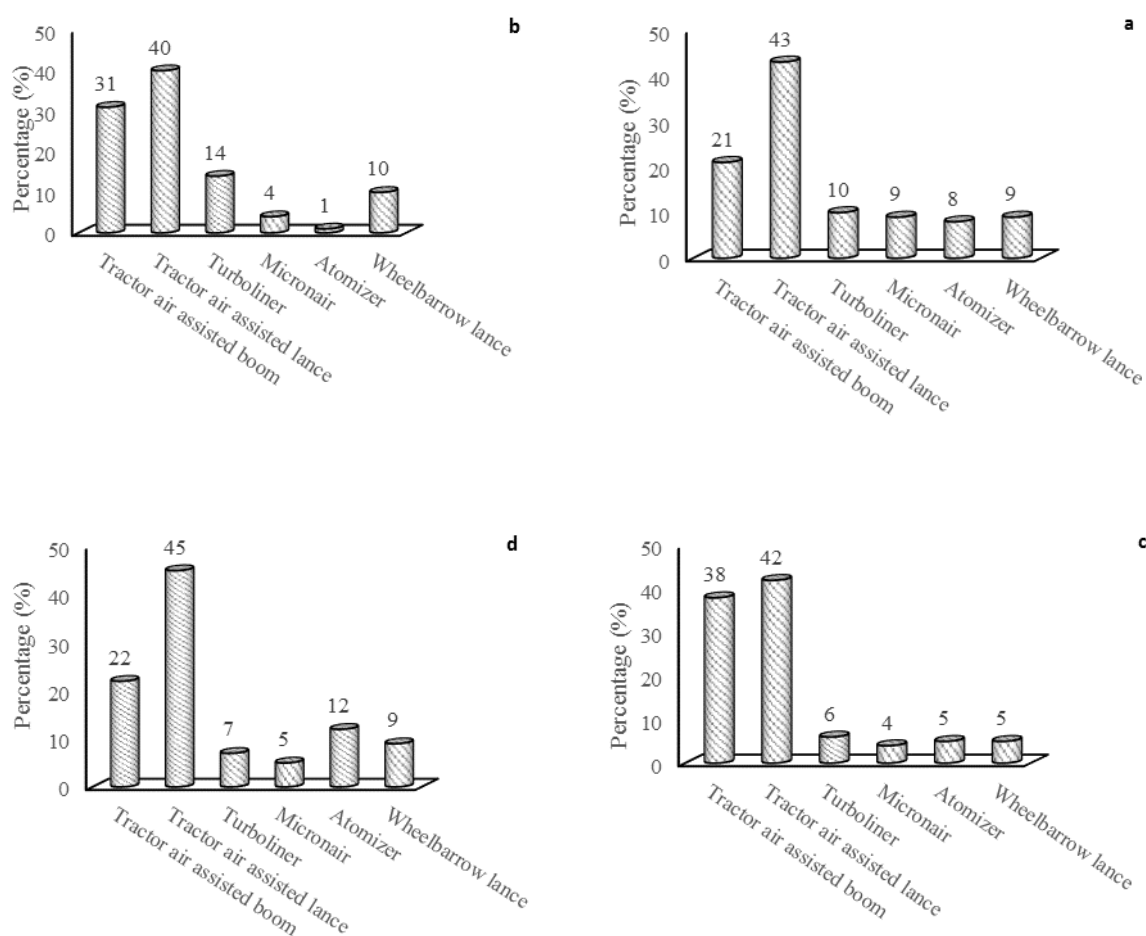 b
Percentage (%)
50
40
30
20
10
0
31
40
14
4
1
10
Tractor air assisted boom
Tractor air assisted lance
Turboliner
Micronair
Atomizer
Wheelbarrow lance
a
Percentage (%)
50
40
30
20
10
0
21
43
10
9
8
9
Tractor air assisted boom
Tractor air assisted lance
Turboliner
Micronair
Atomizer
Wheelbarrow lance
d
Percentage (%)
50
40
30
20
10
0
22
45
7
5
12
9
Tractor air assisted boom
Tractor air assisted lance
Turboliner
Micronair
Atomizer
Wheelbarrow lance
c
Percentage (%)
50
40
30
20
10
0
38
42
6
4
5
5
Tractor air assisted boom
Tractor air assisted lance
Turboliner
Micronair
Atomizer
Wheelbarrow lance